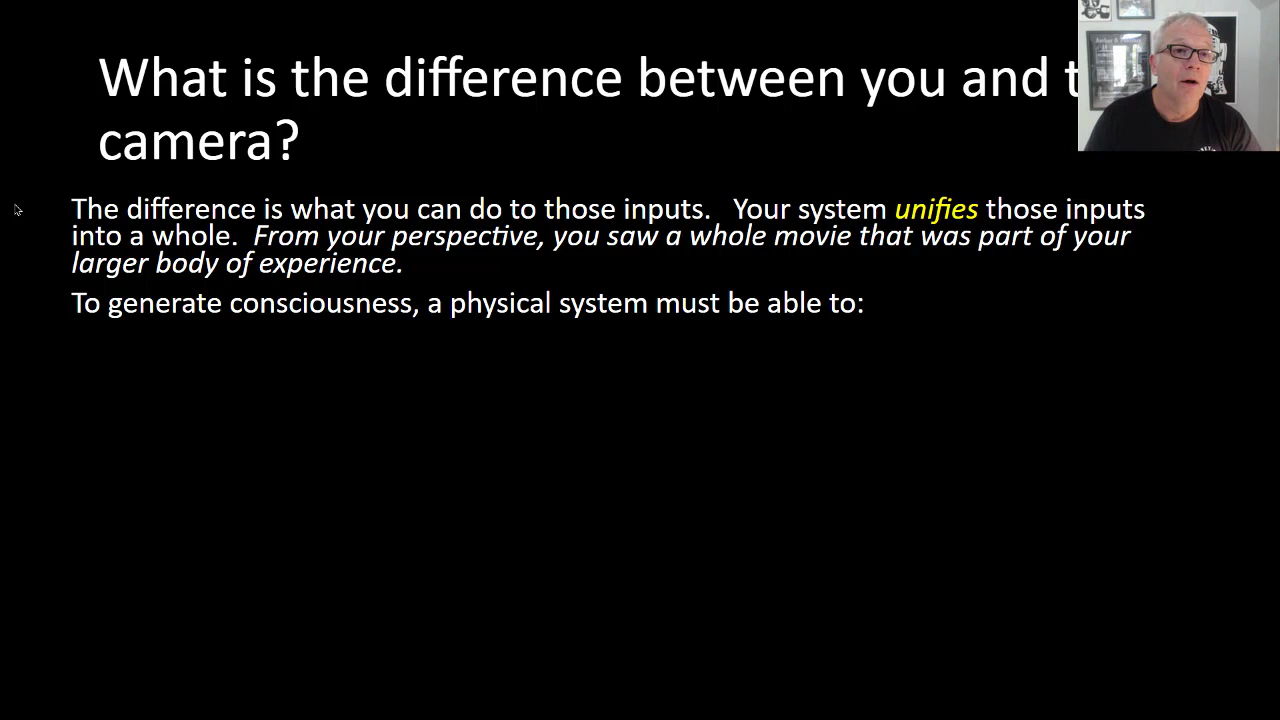 What is the difference between you and t
camera?
The difference is what you can do to those inputs. Your system unifies those inputs
into a whole. From your perspective, you saw a whole movie that was part of your
larger body of experience.
To generate consciousness, a physical system must be able to: